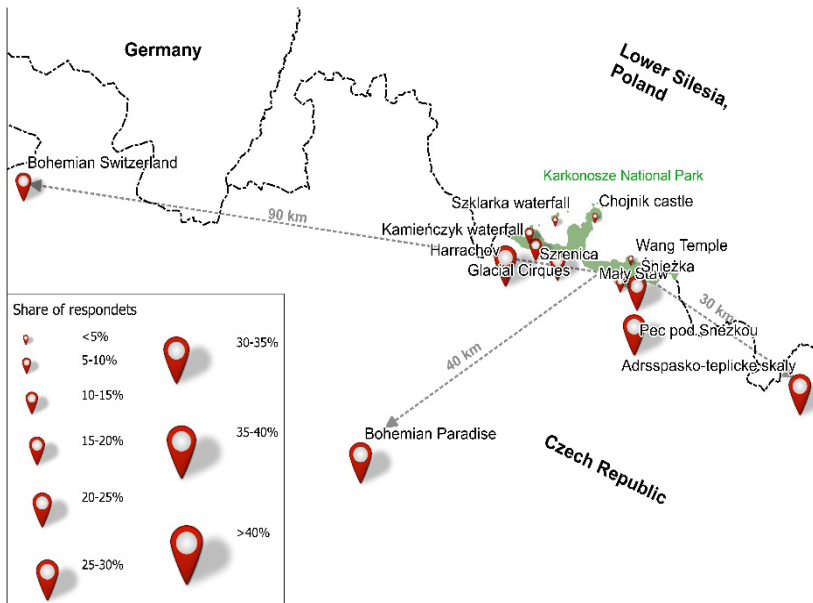 Germany
Lower Silesia,
Poland
Bohemian Switzerland
Karkonosze National Park
Szklarka waterfall
Chojnik castle
90 km
Kamieńczyk waterfall
Harrachov
Szrenica
Wang Temple
Glacial Cirques
Śnieżka
Mały Staw
30 km
Pec pod Sněžkou
40 km
Adrsspasko-teplické skaly
Bohemian Paradise
Czech Republic
Share of respondets
<5%
5-10%
10-15%
15-20%
20-25%
25-30%
30-35%
35-40%
>40%